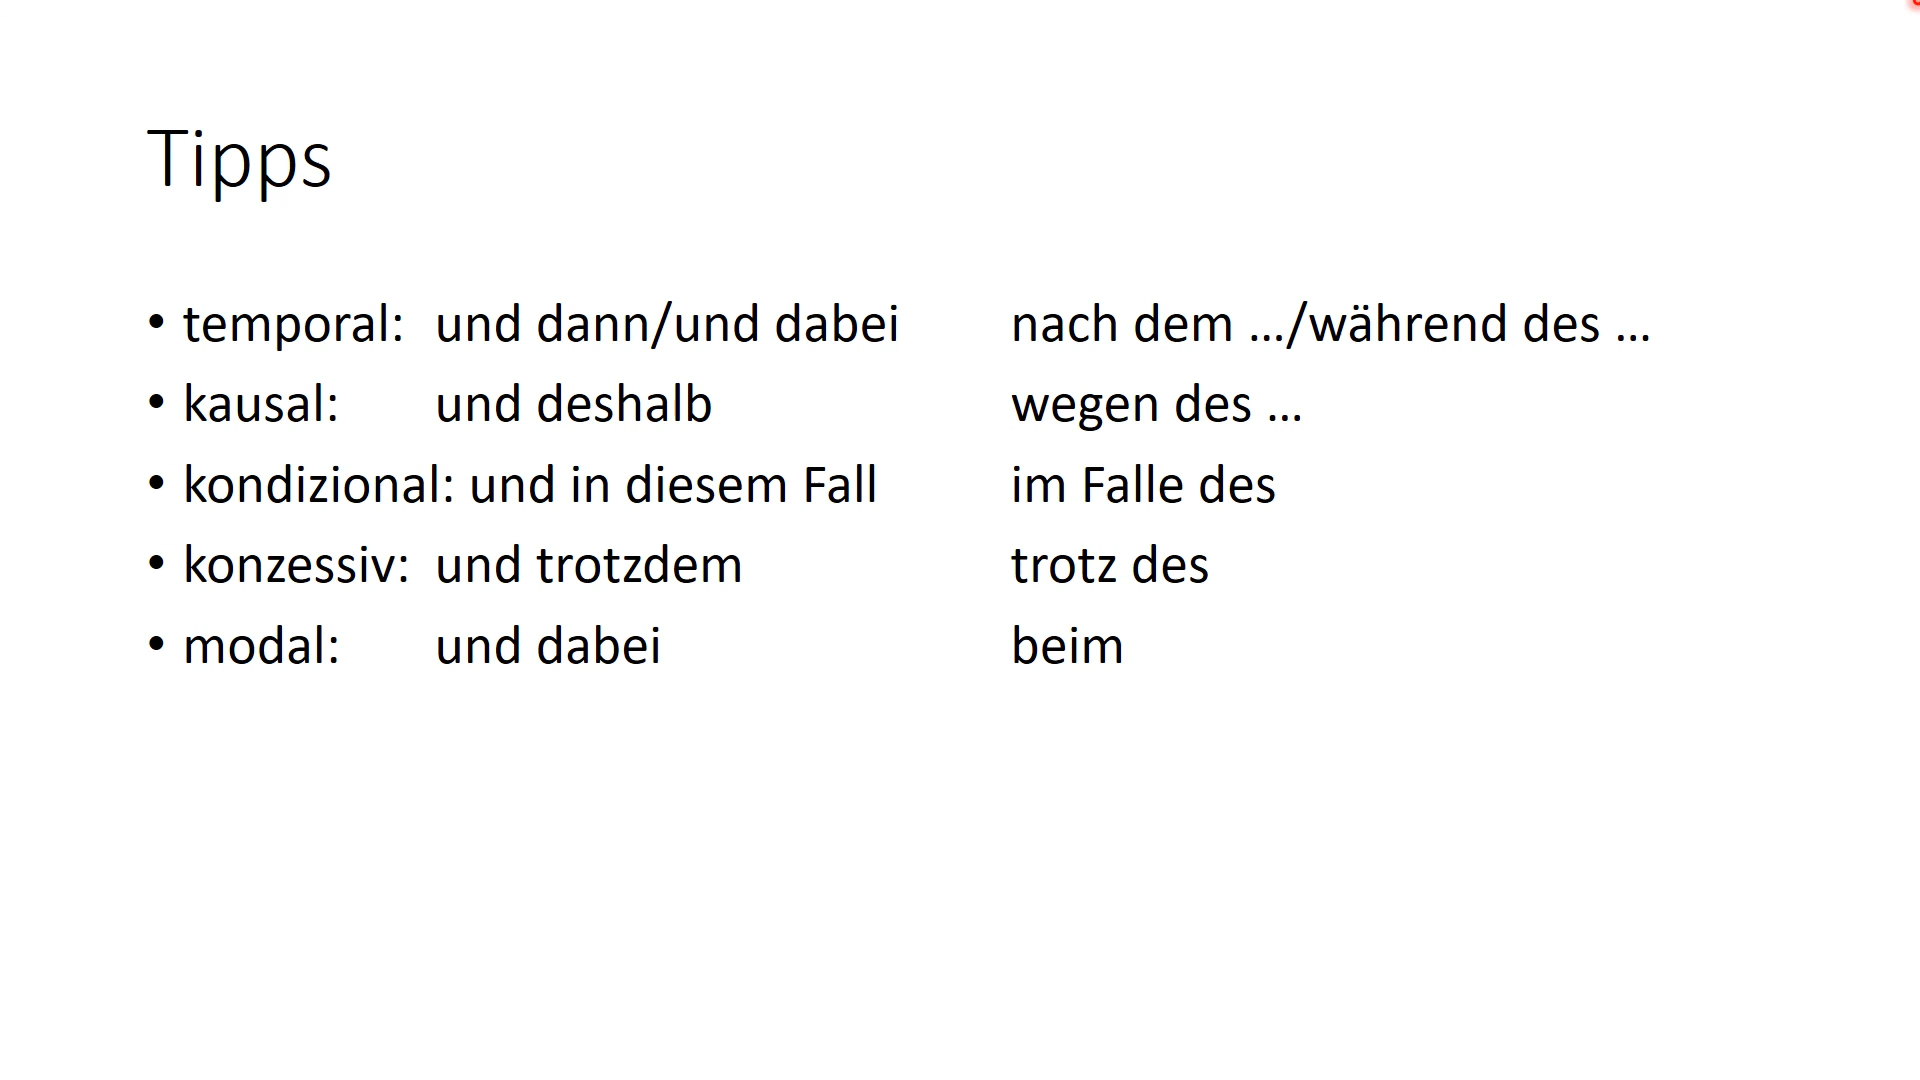 Tipps
• temporal: und dann/und dabei nach dem …/während des …
• kausal: und deshalb wegen des …
• kondizional: und in diesem Fall im Falle des
• konzessiv: und trotzdem trotz des
• modal: und dabei beim